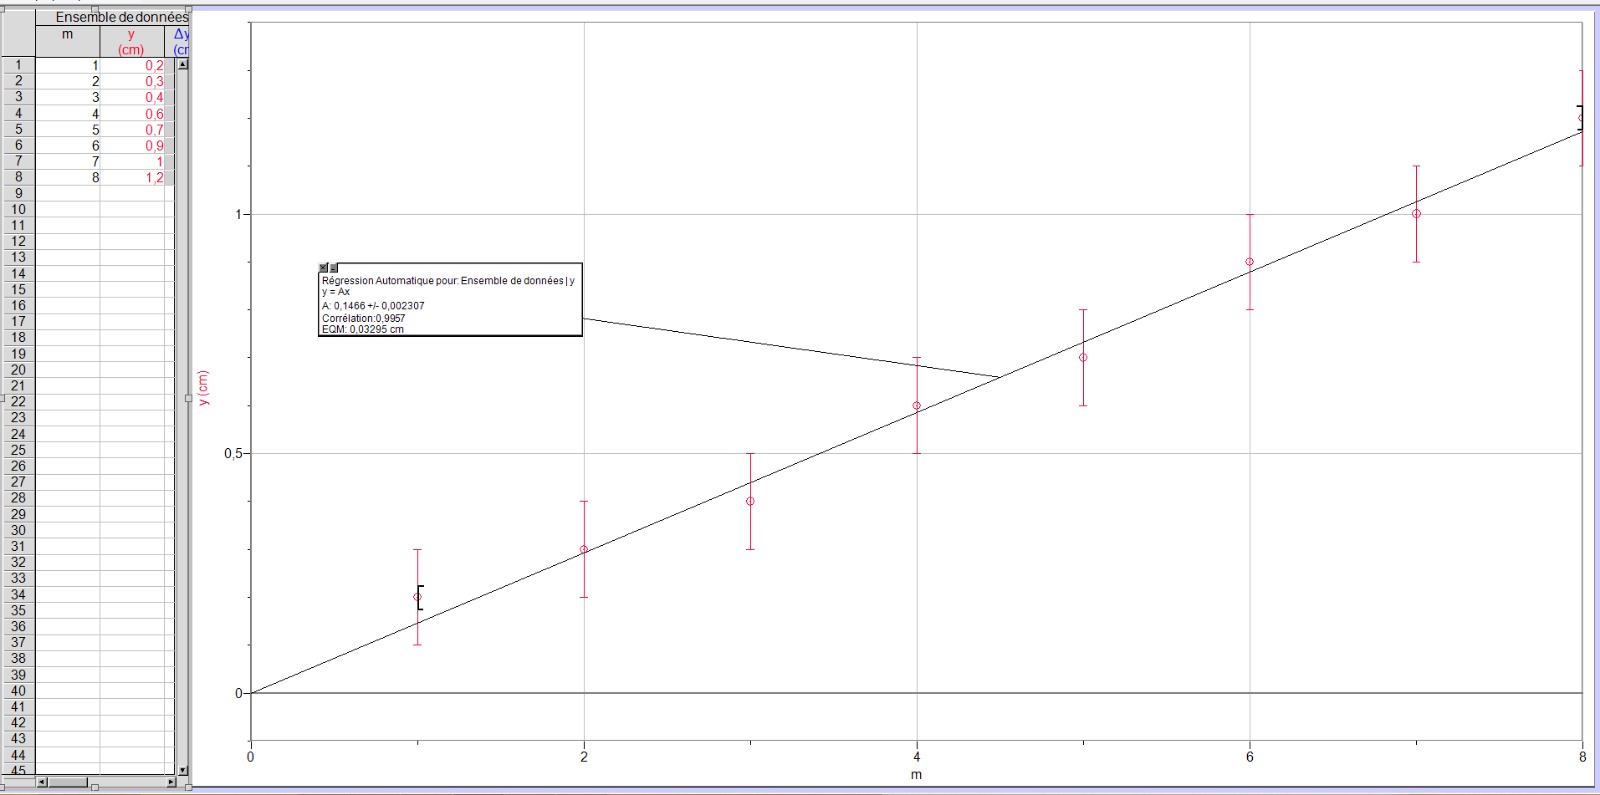 Ensemble de données
m y Δy
(cm) (cr
1 1 0,2
2 2 0,3
3 3 0,4
4 4 0,6
5 5 0,7
6 6 0,9
7 7 1
8 8 1,2
9
10
11
12
13
14
15
16
17
18
19
20
21
22
23
24
25
26
27
28
29
30
31
32
33
34
35
36
37
38
39
40
41
42
43
44
45
y (cm)
1
0,5
0
Régression Automatique pour: Ensemble de données | y
y = Ax
A: 0,1466 +/- 0,002307
Corrélation:0,9957
EQM: 0,03295 cm
0 2 4 6 8
m